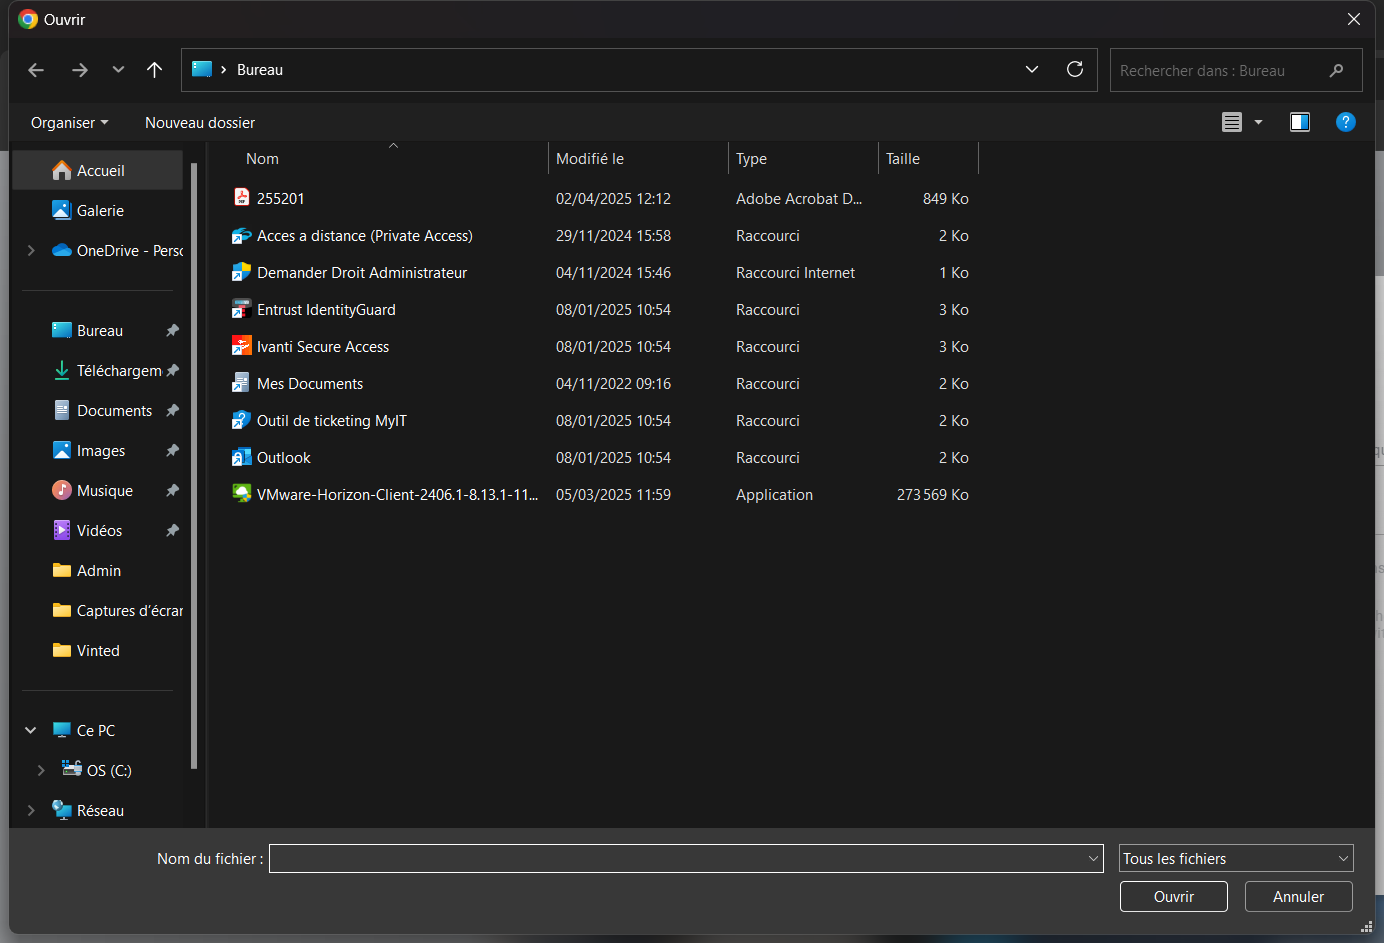 Ouvrir
Bureau
Rechercher dans : Bureau
Organiser
Nouveau dossier
Accueil
Galerie
OneDrive - Perso
Bureau
Téléchargem
Documents
Images
Musique
Vidéos
Admin
Captures d'écran
Vinted
Ce PC
OS (C:)
Réseau
Nom Modifié le Type Taille
255201 02/04/2025 12:12 Adobe Acrobat D... 849 Ko
Acces a distance (Private Access) 29/11/2024 15:58 Raccourci 2 Ko
Demander Droit Administrateur 04/11/2024 15:46 Raccourci Internet 1 Ko
Entrust IdentityGuard 08/01/2025 10:54 Raccourci 3 Ko
Ivanti Secure Access 08/01/2025 10:54 Raccourci 3 Ko
Mes Documents 04/11/2022 09:16 Raccourci 2 Ko
Outil de ticketing MyIT 08/01/2025 10:54 Raccourci 2 Ko
Outlook 08/01/2025 10:54 Raccourci 2 Ko
VMware-Horizon-Client-2406.1-8.13.1-11... 05/03/2025 11:59 Application 273 569 Ko
Nom du fichier :
Tous les fichiers
Ouvrir
Annuler